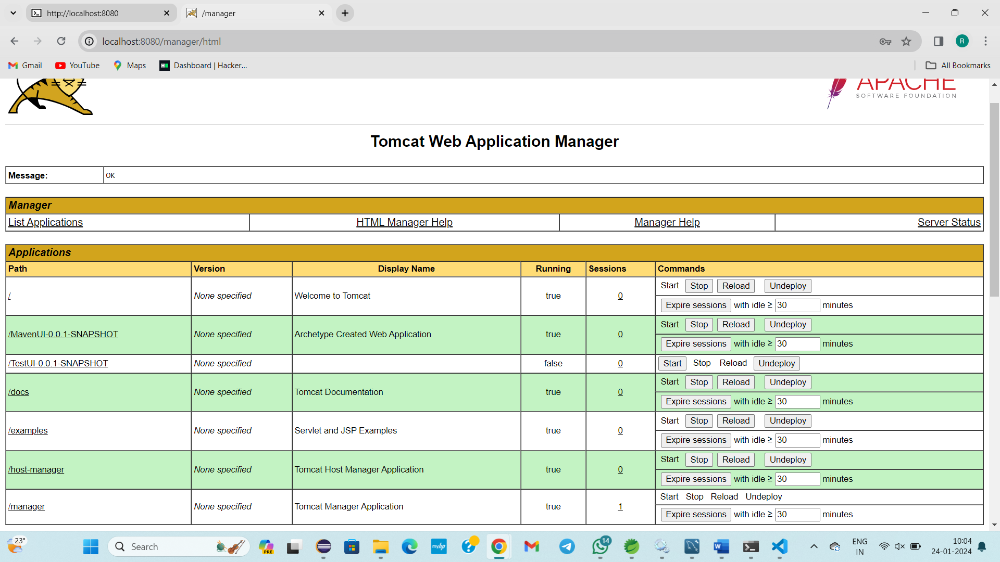 http://localhost:8080
/manager
localhost:8080/manager/html
R
Gmail
YouTube
Maps
Dashboard | Hacker...
All Bookmarks
APACHE
SOFTWARE FOUNDATION
Tomcat Web Application Manager
Message: OK
Manager
List Applications HTML Manager Help Manager Help Server Status
Applications
Path Version Display Name Running Sessions Commands
/ None specified Welcome to Tomcat true 0 Start Stop Reload Undeploy
Expire sessions with idle ≥ 30 minutes
/MavenUI-0.0.1-SNAPSHOT None specified Archetype Created Web Application true 0 Start Stop Reload Undeploy
Expire sessions with idle ≥ 30 minutes
/TestUI-0.0.1-SNAPSHOT None specified false 0 Start Stop Reload Undeploy
/docs None specified Tomcat Documentation true 0 Start Stop Reload Undeploy
Expire sessions with idle ≥ 30 minutes
/examples None specified Servlet and JSP Examples true 0 Start Stop Reload Undeploy
Expire sessions with idle ≥ 30 minutes
/host-manager None specified Tomcat Host Manager Application true 0 Start Stop Reload Undeploy
Expire sessions with idle ≥ 30 minutes
/manager None specified Tomcat Manager Application true 1 Start Stop Reload Undeploy
Expire sessions with idle ≥ 30 minutes
23°
Search
PRE
myhp
14
W
ENG
IN
10:04
24-01-2024